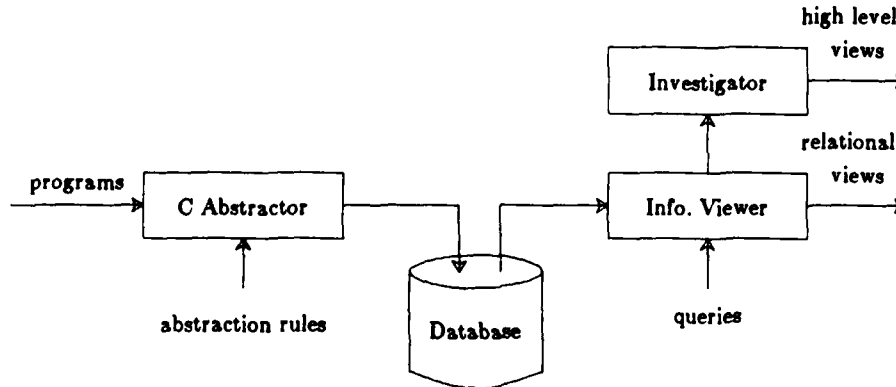 high level
views
Investigator
relational
views
programs
C Abstractor
Info. Viewer
abstraction rules
Database
queries